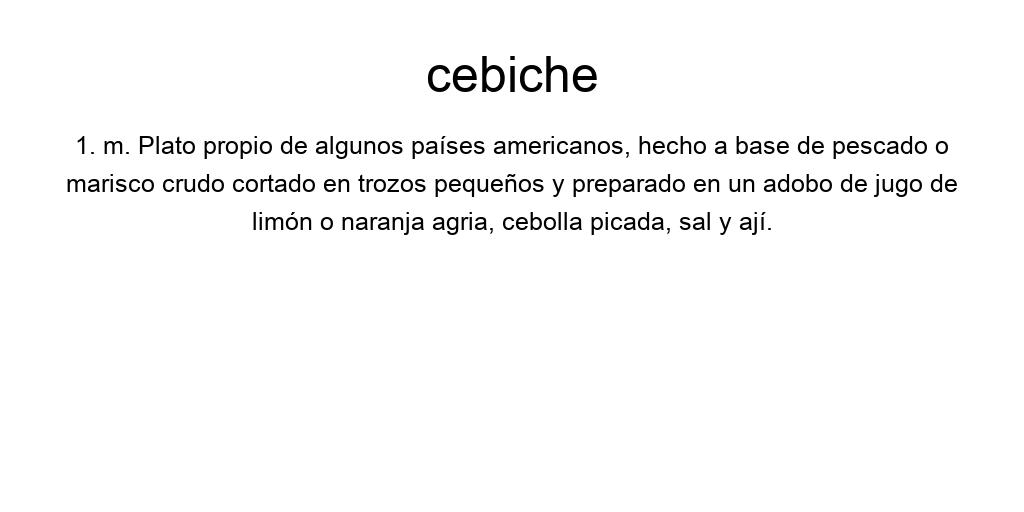 cebiche
1. m. Plato propio de algunos países americanos, hecho a base de pescado o
marisco crudo cortado en trozos pequeños y preparado en un adobo de jugo de
limón o naranja agria, cebolla picada, sal y ají.